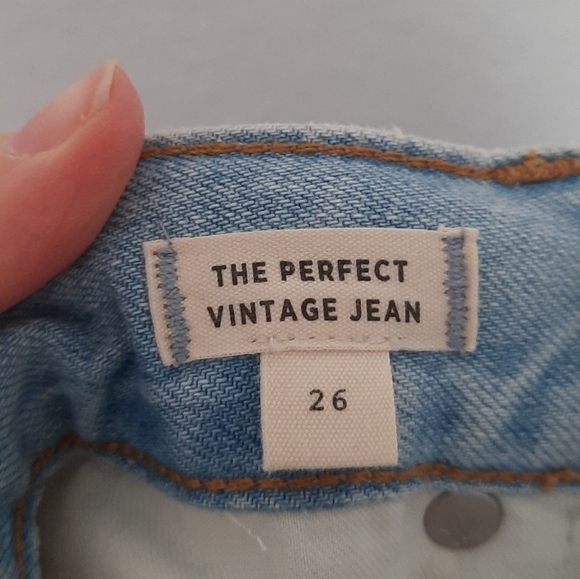 THE PERFECT
VINTAGE JEAN
26